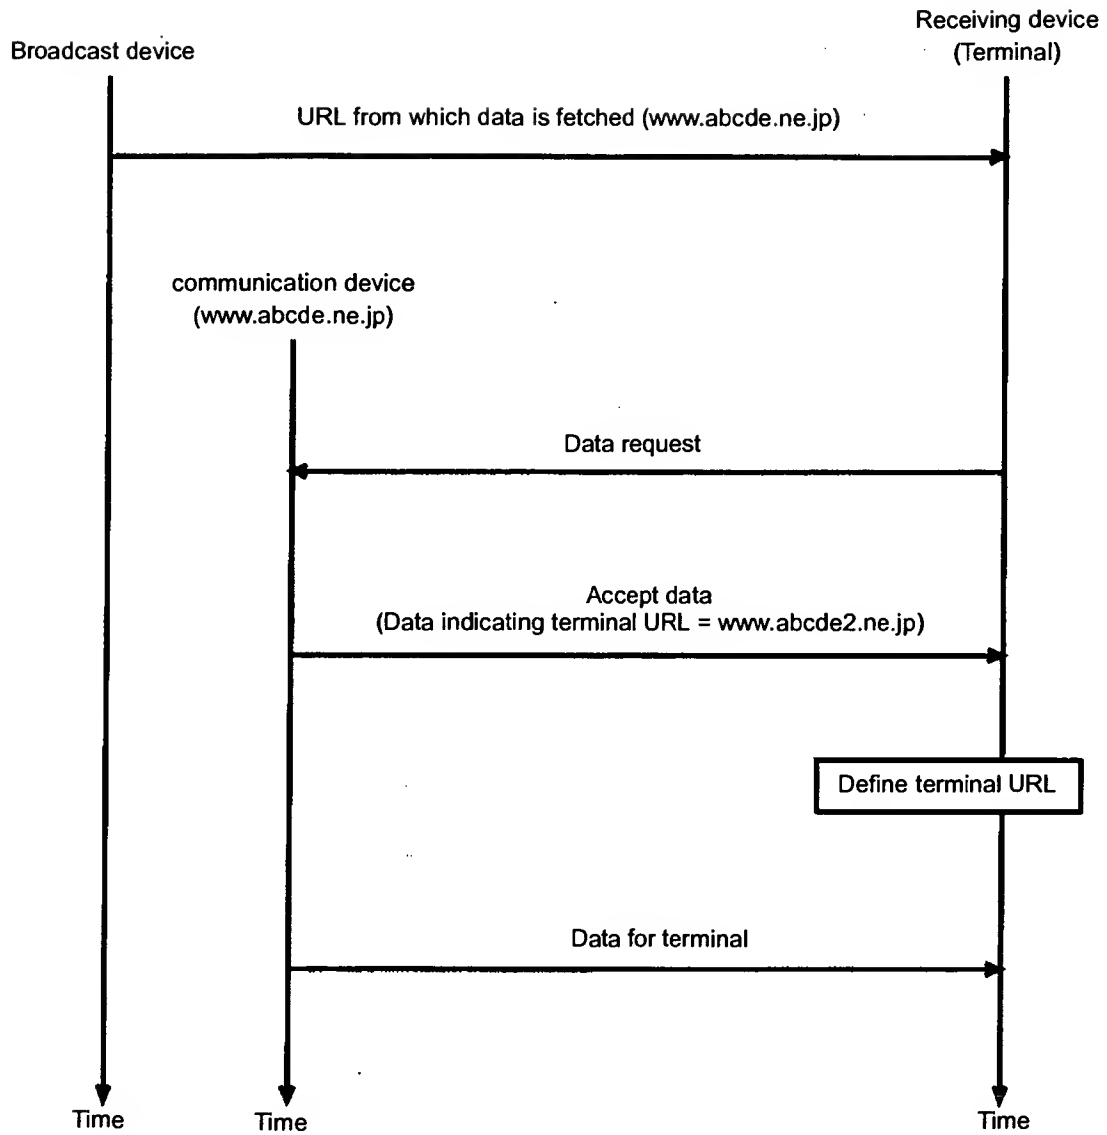 Receiving device
(Terminal)
Broadcast device
URL from which data is fetched (www.abcde.ne.jp)
communication device
(www.abcde.ne.jp)
Data request
Accept data
(Data indicating terminal URL = www.abcde2.ne.jp)
Define terminal URL
Data for terminal
Time
Time
Time